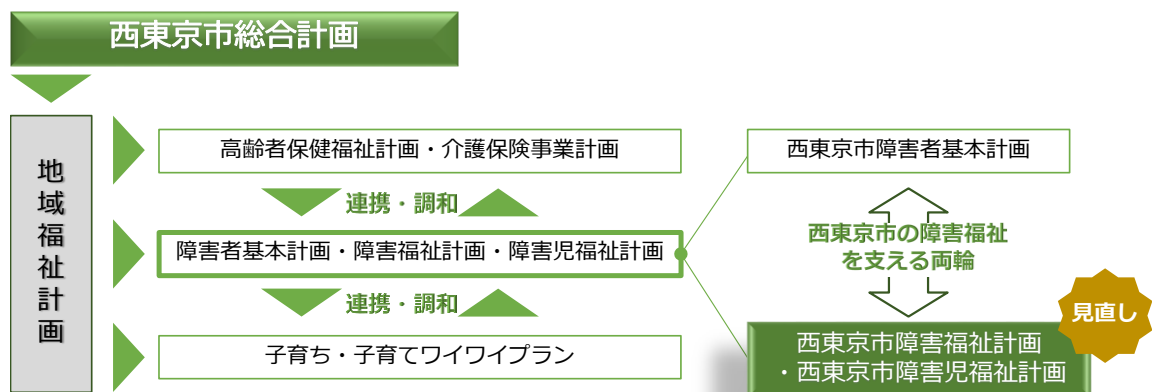 西東京市総合計画
地域福祉計画
高齢者保健福祉計画・介護保険事業計画
連携・調和
障害者基本計画・障害福祉計画・障害児福祉計画
連携・調和
子育ち・子育てワイワイプラン
西東京市障害者基本計画
西東京市の障害福祉
を支える両輪
見直し
西東京市障害福祉計画
・西東京市障害児福祉計画